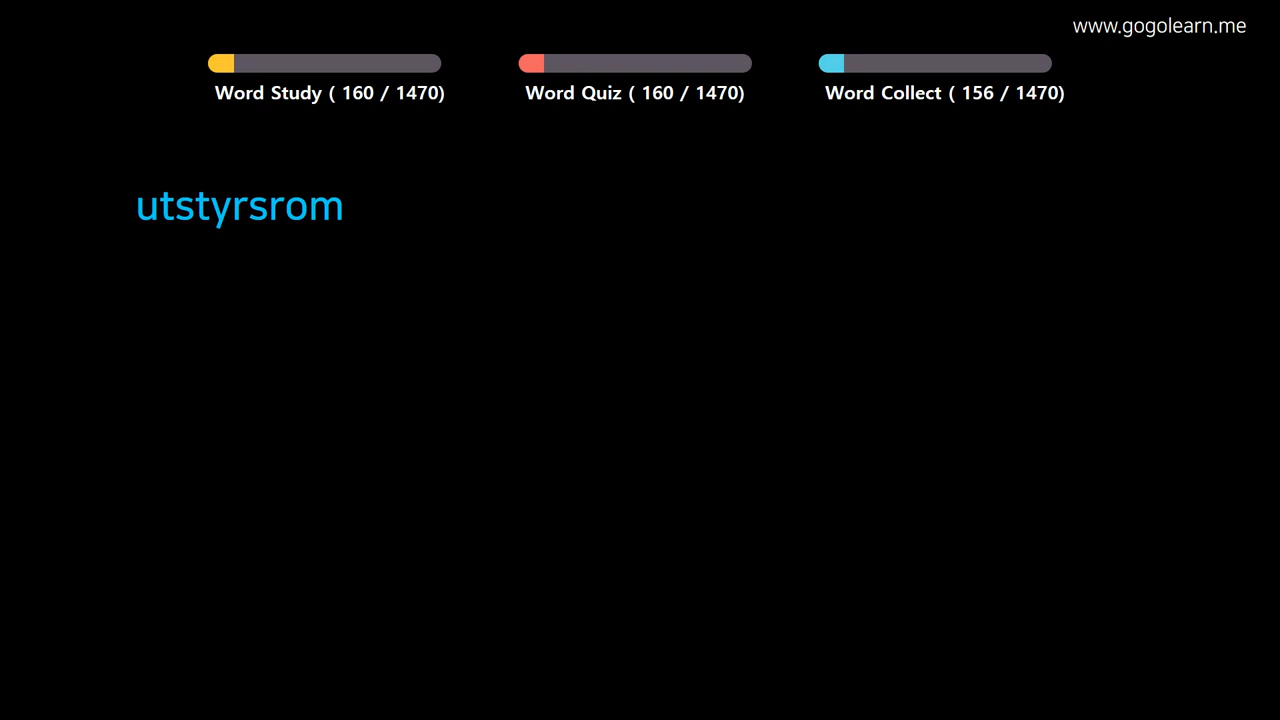 www.gogolearn.me
Word Study ( 160 / 1470)
Word Quiz ( 160 / 1470)
Word Collect ( 156 / 1470)
utstyrsrom